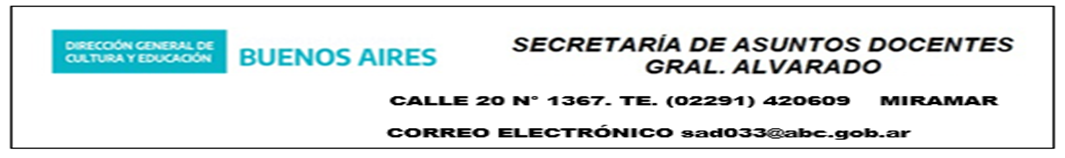 DIRECCIÓN GENERAL DE
CULTURA Y EDUCACIÓN
BUENOS AIRES
SECRETARÍA DE ASUNTOS DOCENTES
GRAL. ALVARADO
CALLE 20 N° 1367. TE. (02291) 420609 MIRAMAR
CORREO ELECTRÓNICO sad033@abc.gob.ar